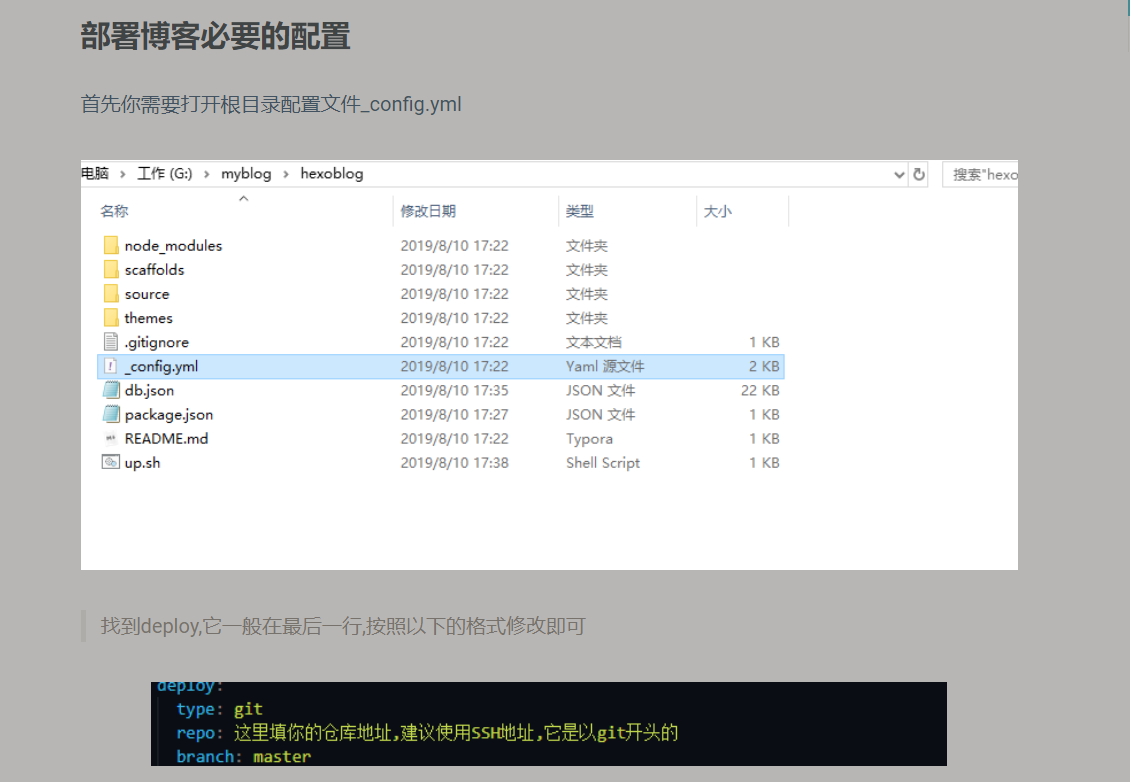 部署博客必要的配置
首先你需要打开根目录配置文件_config.yml
电脑 › 工作 (G:) › myblog › hexoblog 搜索"hexo
名称 修改日期 类型 大小
node_modules 2019/8/10 17:22 文件夹
scaffolds 2019/8/10 17:22 文件夹
source 2019/8/10 17:22 文件夹
themes 2019/8/10 17:22 文件夹
.gitignore 2019/8/10 17:22 文本文档 1 KB
_config.yml 2019/8/10 17:22 Yaml 源文件 2 KB
db.json 2019/8/10 17:35 JSON 文件 22 KB
package.json 2019/8/10 17:27 JSON 文件 1 KB
README.md 2019/8/10 17:22 Typora 1 KB
up.sh 2019/8/10 17:38 Shell Script 1 KB
找到deploy,它一般在最后一行,按照以下的格式修改即可
deploy:
type: git
repo: 这里填你的仓库地址,建议使用SSH地址,它是以git开头的
branch: master